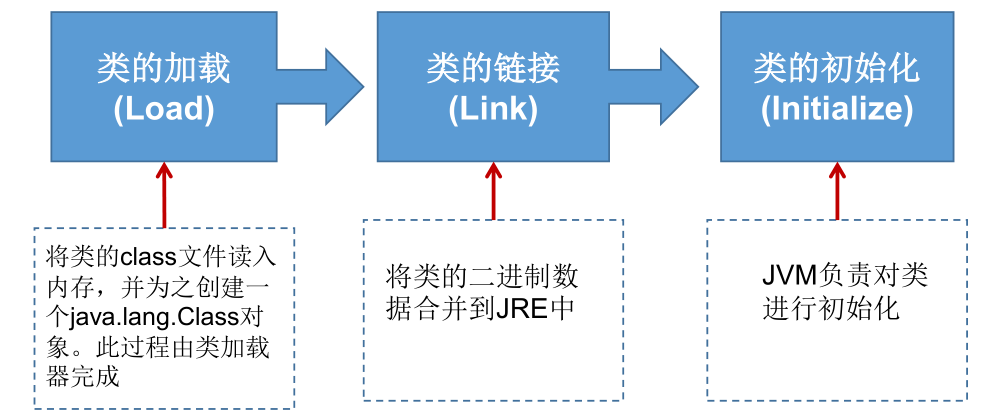 类的加载
(Load)
类的链接
(Link)
类的初始化
(Initialize)
将类的class文件读入
内存，并为之创建一
个java.lang.Class对
象。此过程由类加载
器完成
将类的二进制数
据合并到JRE中
JVM负责对类
进行初始化